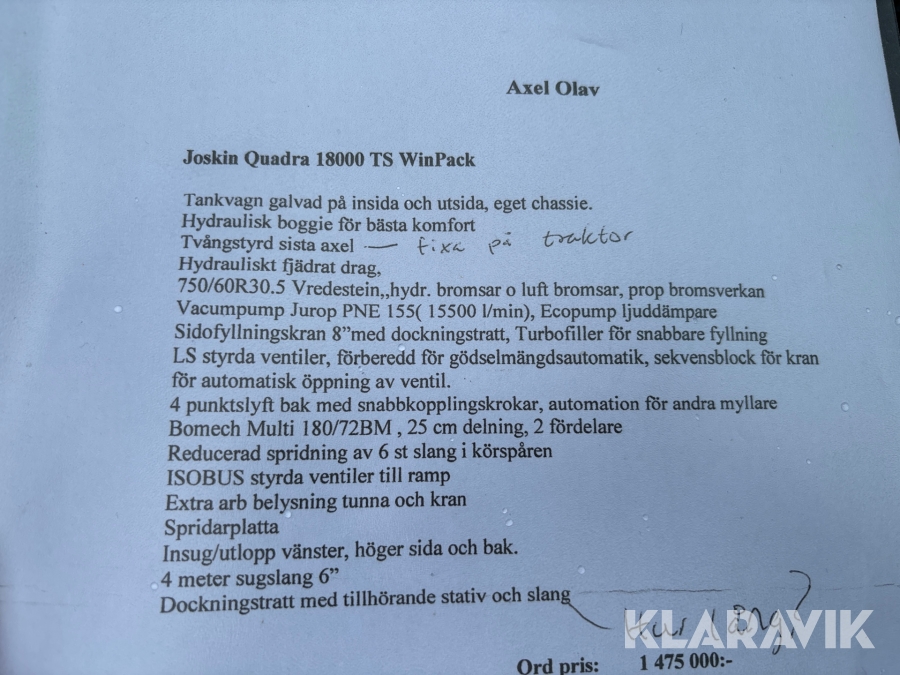 Axel Olav
Joskin Quadra 18000 TS WinPack
Tankvagn galvad på insida och utsida, eget chassie.
Hydraulisk boggie för bästa komfort
Tvångstyrd sista axel — fixa på traktor
Hydrauliskt fjädrat drag,
750/60R30.5 Vredestein,,hydr. bromsar o luft bromsar, prop bromsverkan
Vacumpump Jurop PNE 155( 15500 l/min), Ecopump ljuddämpare
Sidofyllningskran 8”med dockningstratt, Turbofiller för snabbare fyllning
LS styrda ventiler, förberedd för gödselmängdsautomatik, sekvensblock för kran
för automatisk öppning av ventil.
4 punktslyft bak med snabbkopplingskrokar, automation för andra myllare
Bomech Multi 180/72BM , 25 cm delning, 2 fördelare
Reducerad spridning av 6 st slang i körspåren
ISOBUS styrda ventiler till ramp
Extra arb belysning tunna och kran
Spridarplatta
Insug/utlopp vänster, höger sida och bak.
4 meter sugslang 6”
Dockningstratt med tillhörande stativ och slang
Hur lång?
KLARAVIK
Ord pris: 1 475 000:-